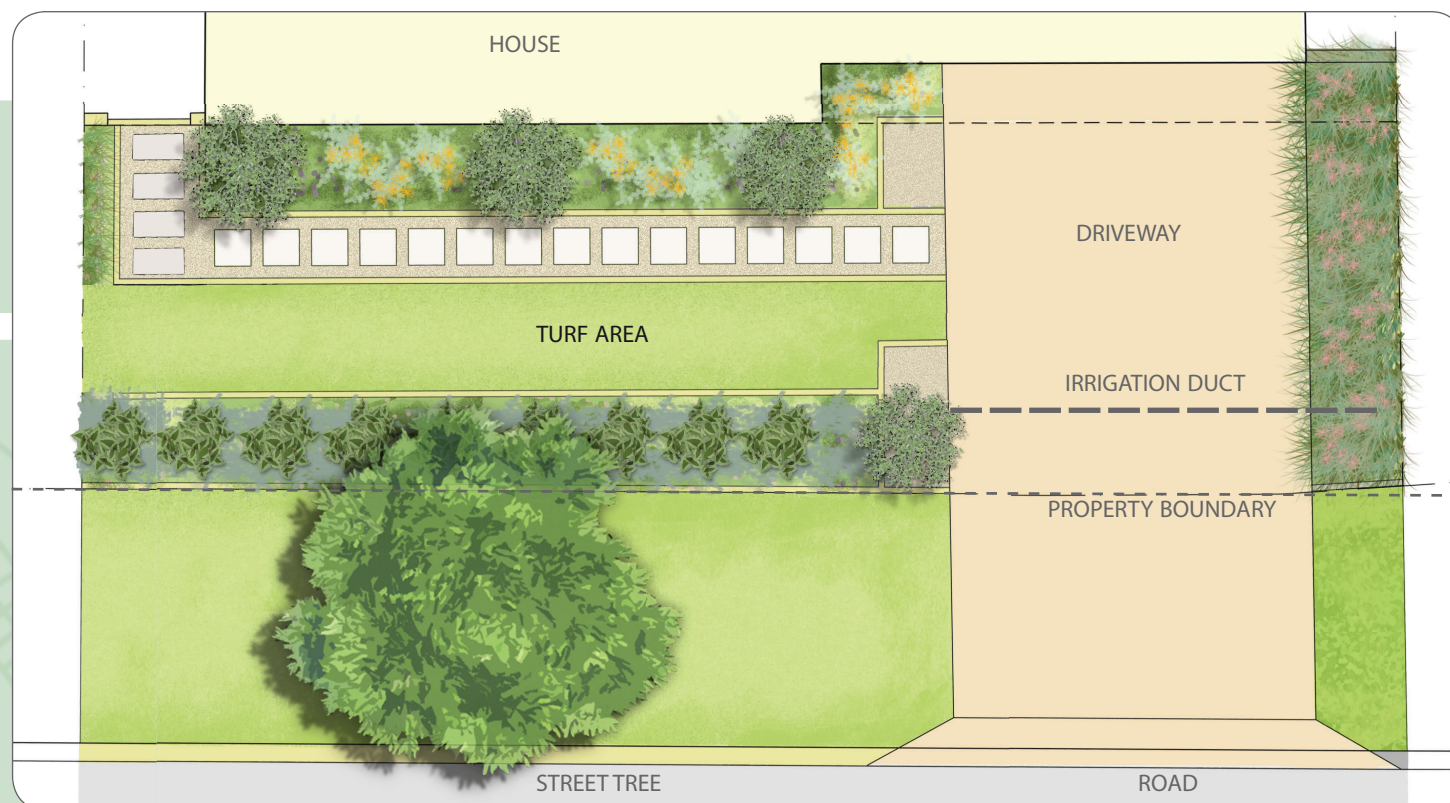 HOUSE
DRIVEWAY
TURF AREA
IRRIGATION DUCT
PROPERTY BOUNDARY
STREET TREE
ROAD